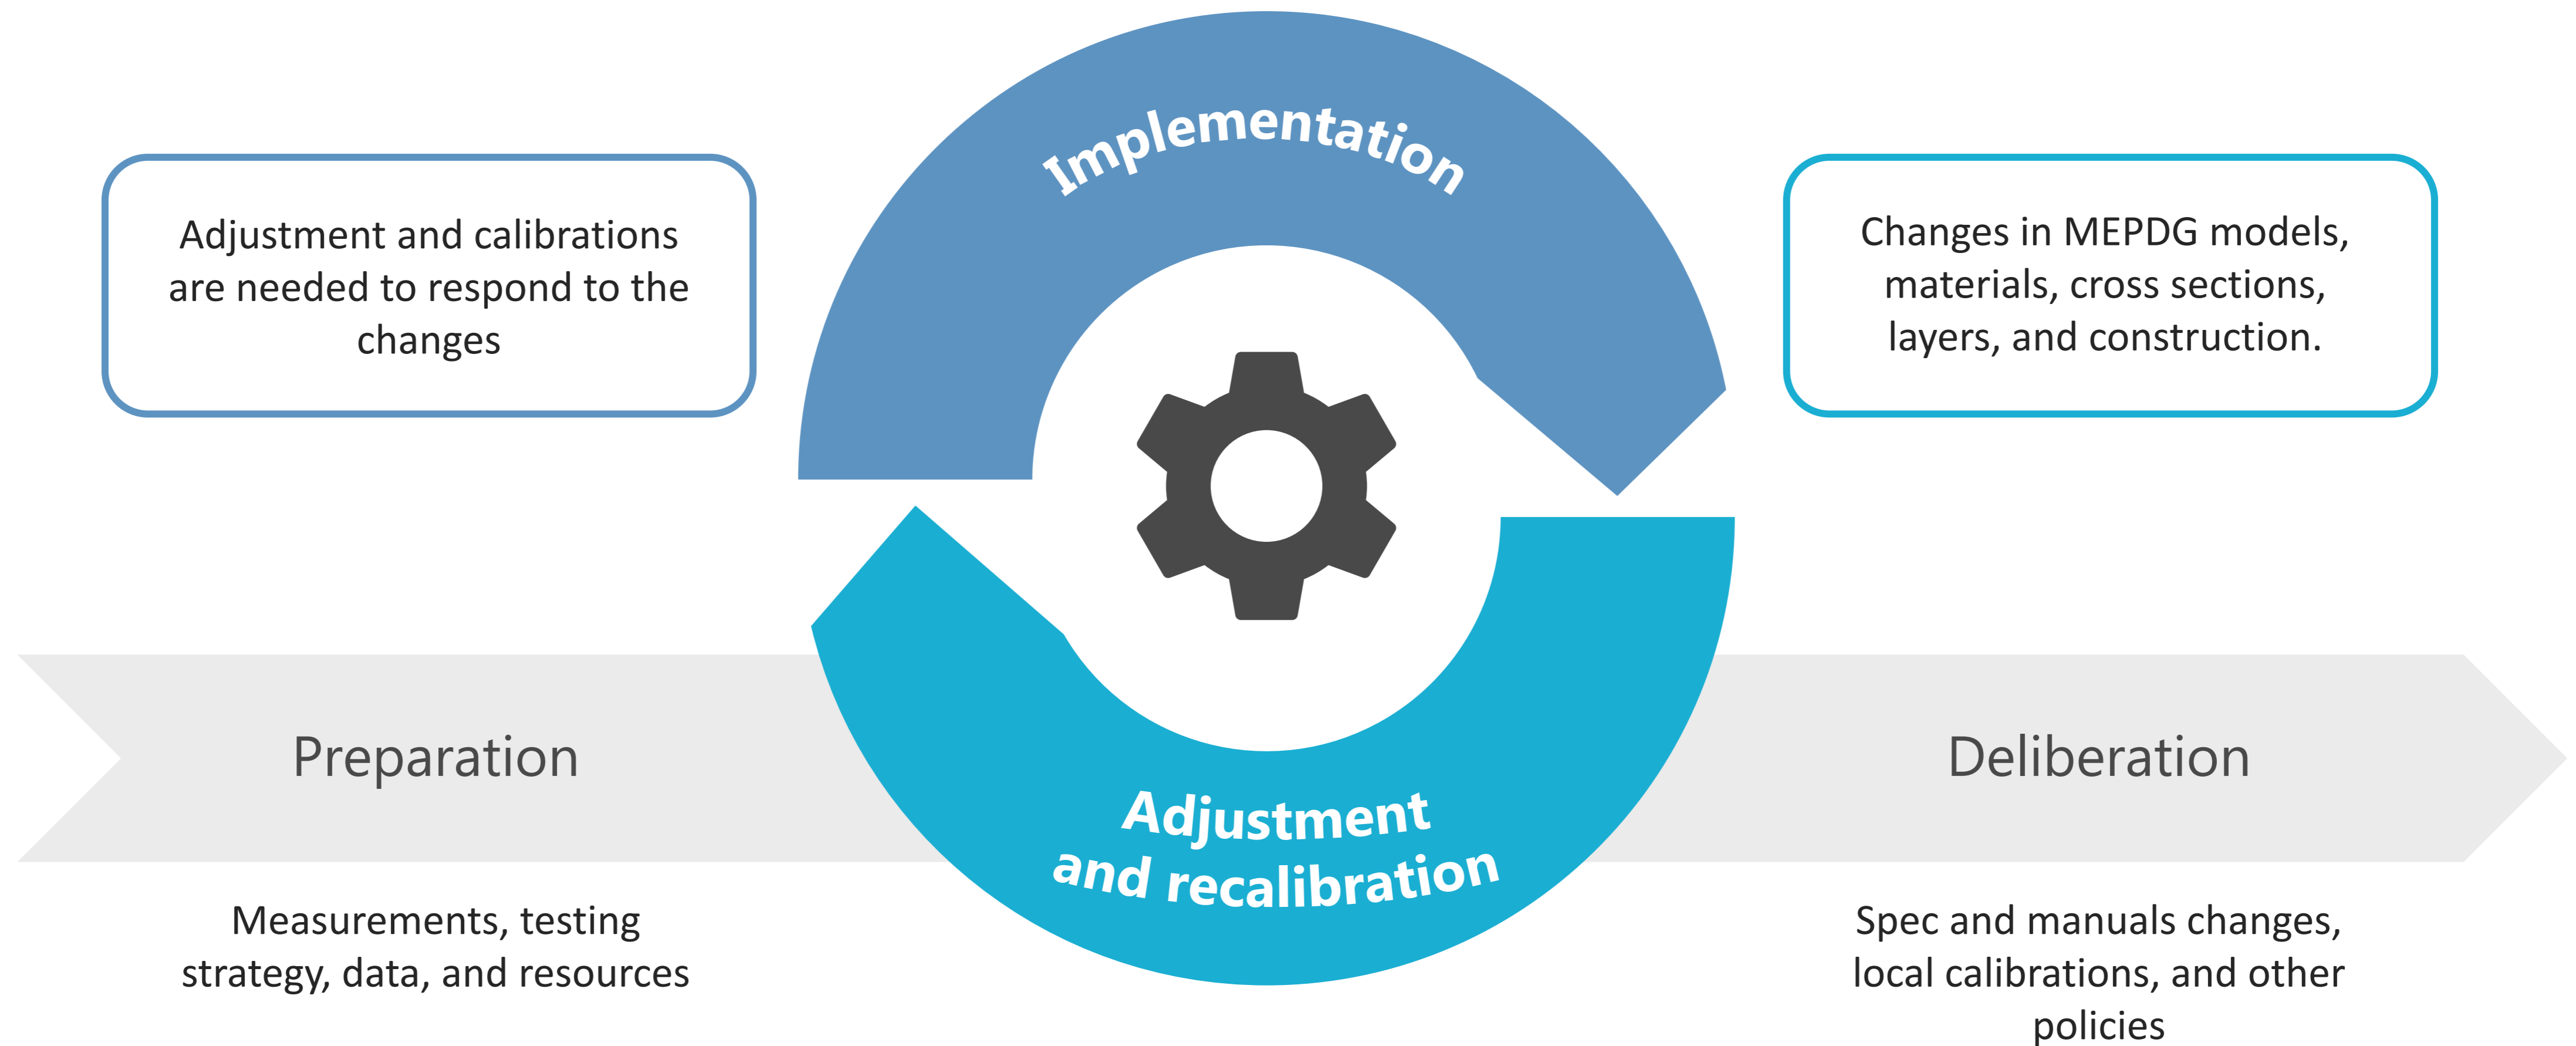 Implementation
Adjustment and calibrations
are needed to respond to the
changes
Changes in MEPDG models,
materials, cross sections,
layers, and construction.
Preparation
Deliberation
Adjustment
and recalibration
Measurements, testing
strategy, data, and resources
Spec and manuals changes,
local calibrations, and other
policies